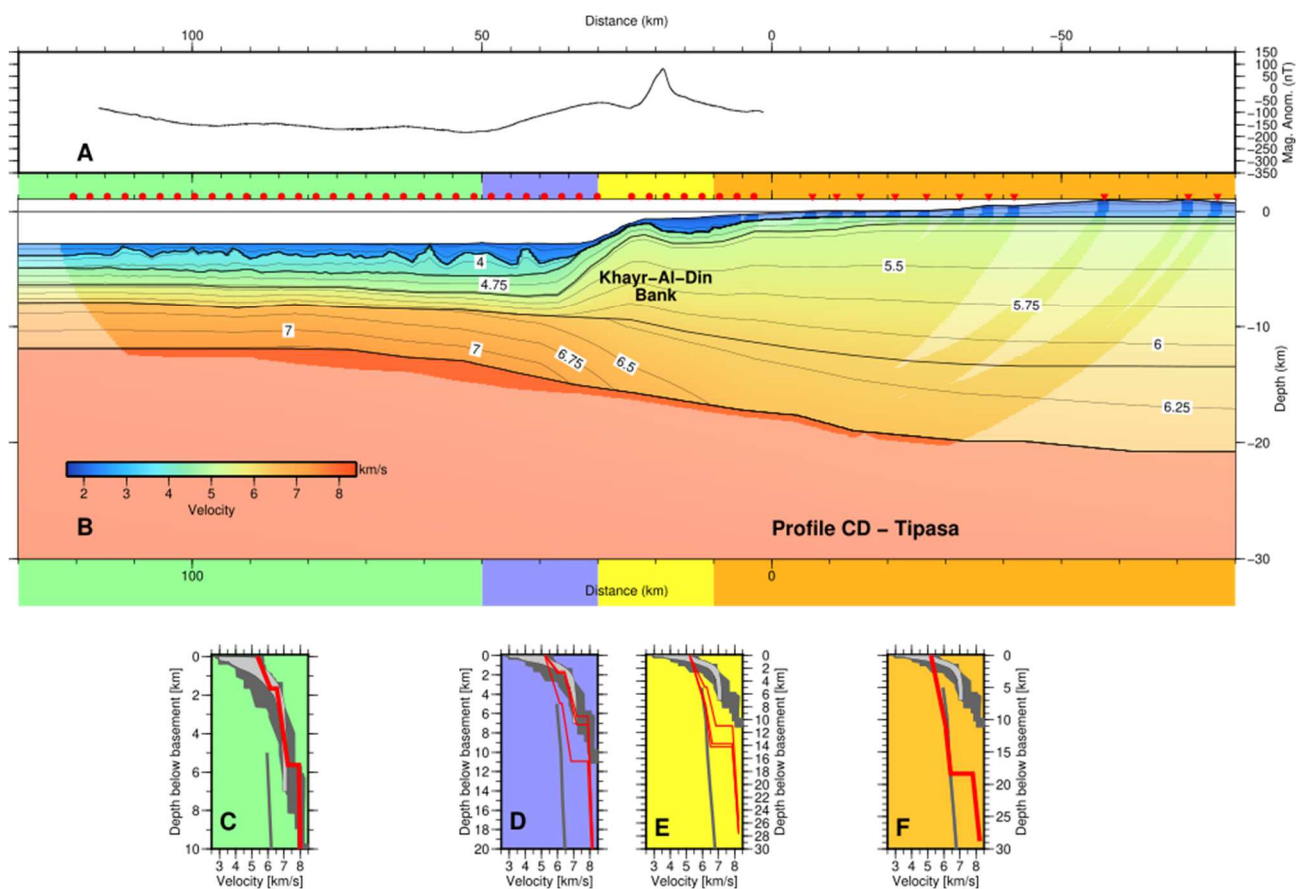 Distance (km)
100 50 0 −50
150
100
50
0
−50
−100
−150
−200
−250
−300
−350
Mag. Anom. (nT)
A
0
4
4.75
Khayr−Al−Din
Bank
5.5
5.75
7
7
6.75
6.5
6
6.25
0
−10
−20
−30
Depth (km)
km/s
2 3 4 5 6 7 8
Velocity
B
Profile CD − Tipasa
100 0
Distance (km)
0
2
4
6
8
10
Depth below basement [km]
C
3 4 5 6 7 8
Velocity [km/s]
0
2
4
6
8
10
12
14
16
18
20
Depth below basement [km]
D
3 4 5 6 7 8
Velocity [km/s]
E
0
2
4
6
8
10
12
14
16
18
20
22
24
26
28
30
Depth below basement [km]
3 4 5 6 7 8
Velocity [km/s]
F
0
5
10
15
20
25
30
Depth below basement [km]
3 4 5 6 7 8
Velocity [km/s]